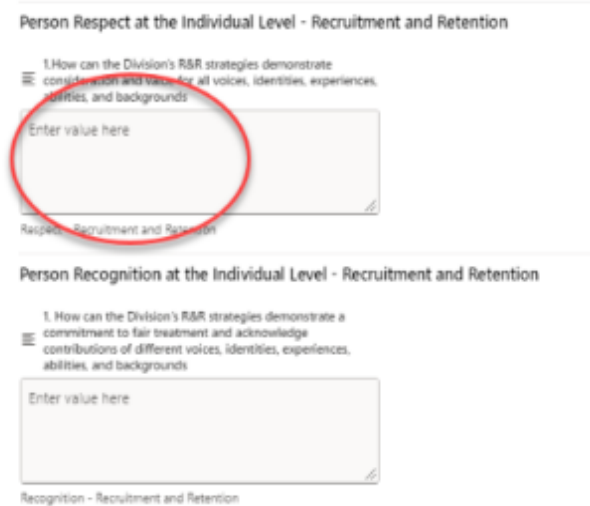 Person Respect at the Individual Level - Recruitment and Retention
1.How can the Division's R&R strategies demonstrate
consideration and value for all voices, identities, experiences,
abilities, and backgrounds
Enter value here
Respect - Recruitment and Retention
Person Recognition at the Individual Level - Recruitment and Retention
1. How can the Division's R&R strategies demonstrate a
commitment to fair treatment and acknowledge
contributions of different voices, identities, experiences,
abilities, and backgrounds
Enter value here
Recognition - Recruitment and Retention